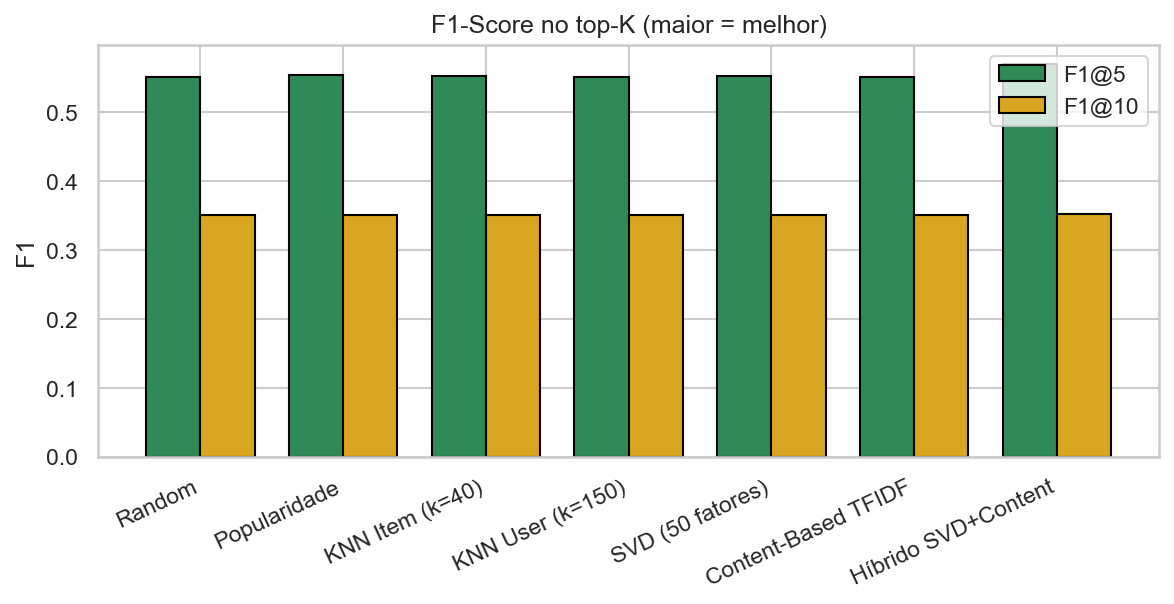 F1-Score no top-K (maior = melhor)
F1@5
F1@10
F1
0.5
0.4
0.3
0.2
0.1
0.0
Random
Popularidade
KNN Item (k=40)
KNN User (k=150)
SVD (50 fatores)
Content-Based TFIDF
Híbrido SVD+Content